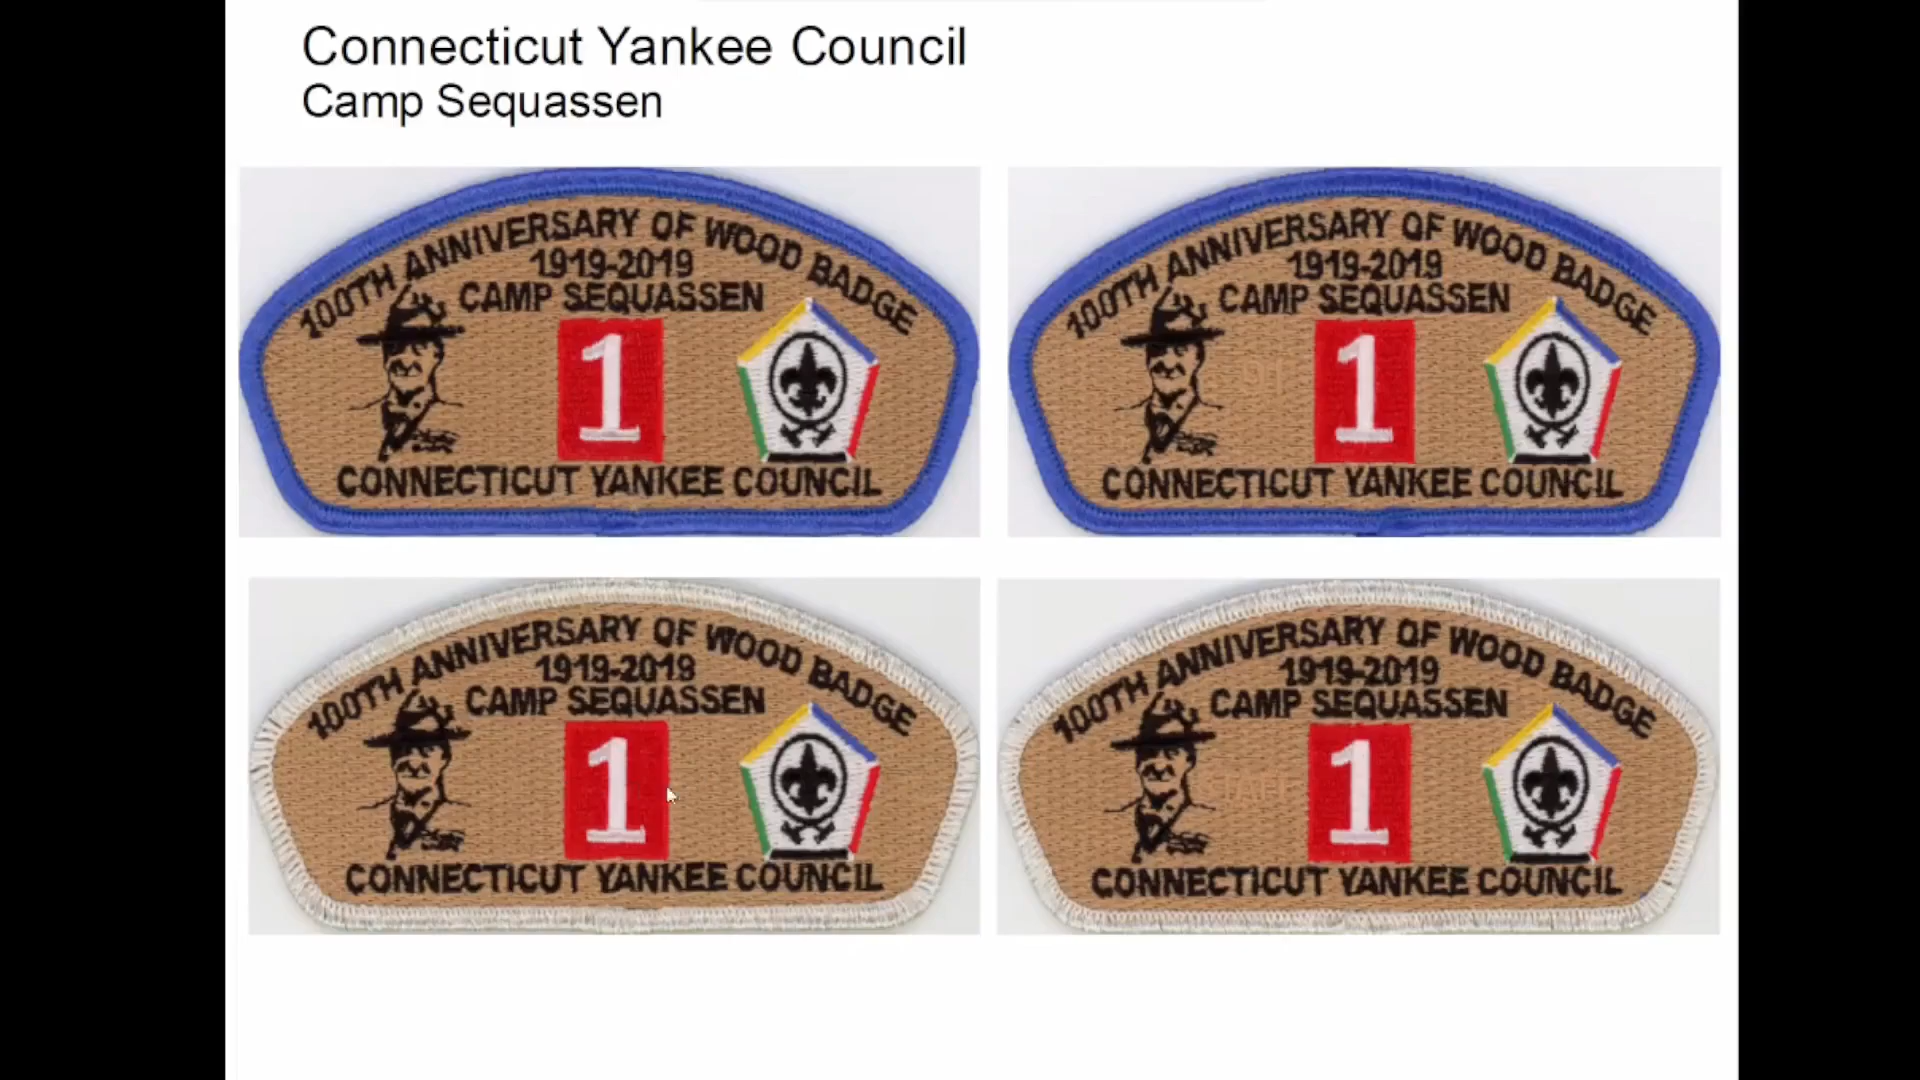 Connecticut Yankee Council
Camp Sequassen
100TH ANNIVERSARY OF WOOD BADGE
1919-2019
CAMP SEQUASSEN
1
CONNECTICUT YANKEE COUNCIL
100TH ANNIVERSARY OF WOOD BADGE
1919-2019
CAMP SEQUASSEN
1
CONNECTICUT YANKEE COUNCIL
100TH ANNIVERSARY OF WOOD BADGE
1919-2019
CAMP SEQUASSEN
1
CONNECTICUT YANKEE COUNCIL
100TH ANNIVERSARY OF WOOD BADGE
1919-2019
CAMP SEQUASSEN
STAFF
1
CONNECTICUT YANKEE COUNCIL